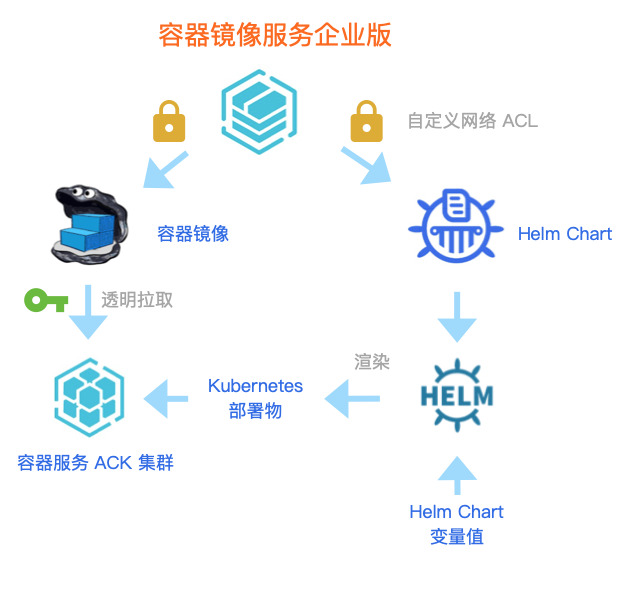 容器镜像服务企业版
自定义网络 ACL
容器镜像
Helm Chart
透明拉取
渲染
Kubernetes
部署物
HELM
容器服务 ACK 集群
Helm Chart
变量值